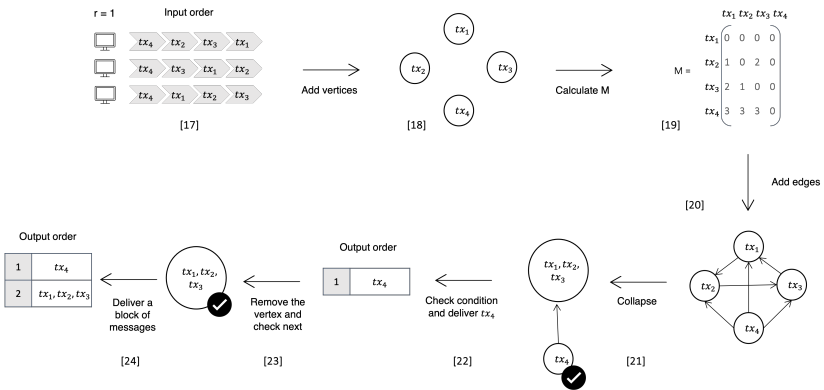 r = 1
Input order
tx₄ tx₂ tx₃ tx₁
tx₄ tx₃ tx₁ tx₂
tx₄ tx₁ tx₂ tx₃
[17]
Add vertices
tx₁
tx₂
tx₃
tx₄
[18]
Calculate M
tx₁ tx₂ tx₃ tx₄
tx₁ 0 0 0 0
tx₂ 1 0 2 0
M =
tx₃ 2 1 0 0
tx₄ 3 3 3 0
[19]
Add edges
[20]
tx₁
tx₂
tx₃
tx₄
Collapse
[21]
tx₁, tx₂,
tx₃
tx₄
Check condition
and deliver tx₄
[22]
Output order
1 tx₄
Remove the
vertex and
check next
[23]
tx₁, tx₂,
tx₃
Deliver a
block of
messages
[24]
Output order
1 tx₄
2 tx₁, tx₂, tx₃